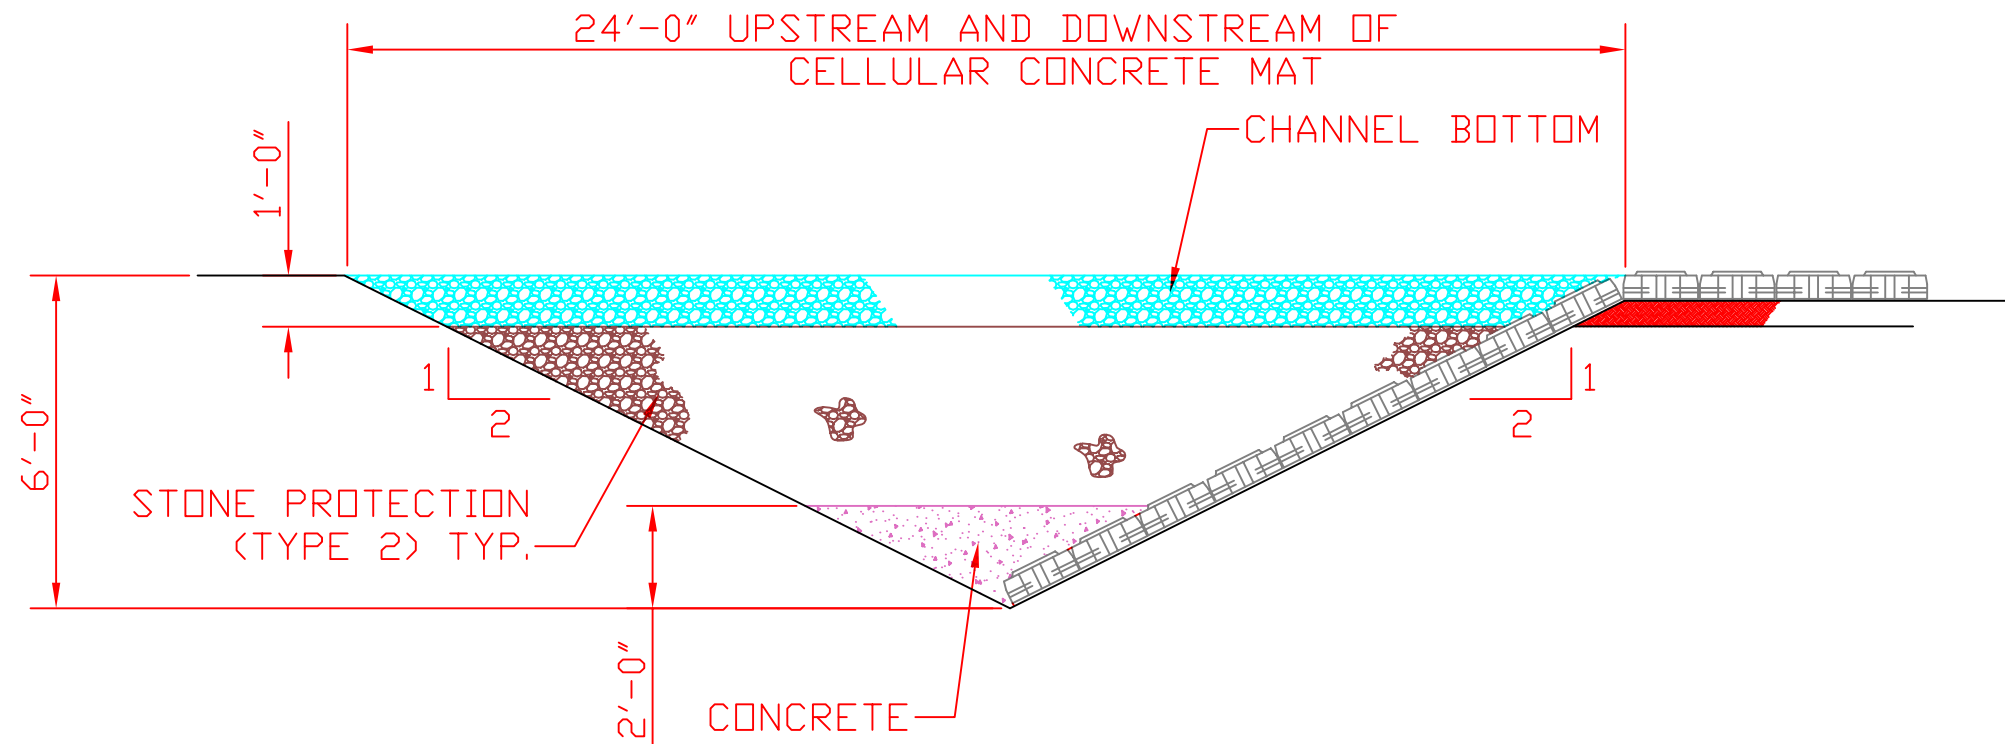 24'-0" UPSTREAM AND DOWNSTREAM OF
CELLULAR CONCRETE MAT
CHANNEL BOTTOM
1'-0"
6'-0"
1
2
1
2
STONE PROTECTION
(TYPE 2) TYP.
2'-0"
CONCRETE